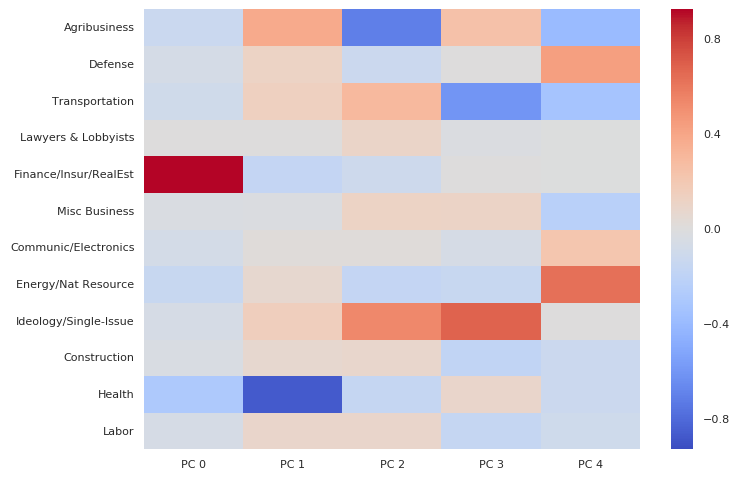 Agribusiness
Defense
Transportation
Lawyers & Lobbyists
Finance/Insur/RealEst
Misc Business
Communic/Electronics
Energy/Nat Resource
Ideology/Single-Issue
Construction
Health
Labor
PC 0 PC 1 PC 2 PC 3 PC 4
0.8
0.4
0.0
−0.4
−0.8